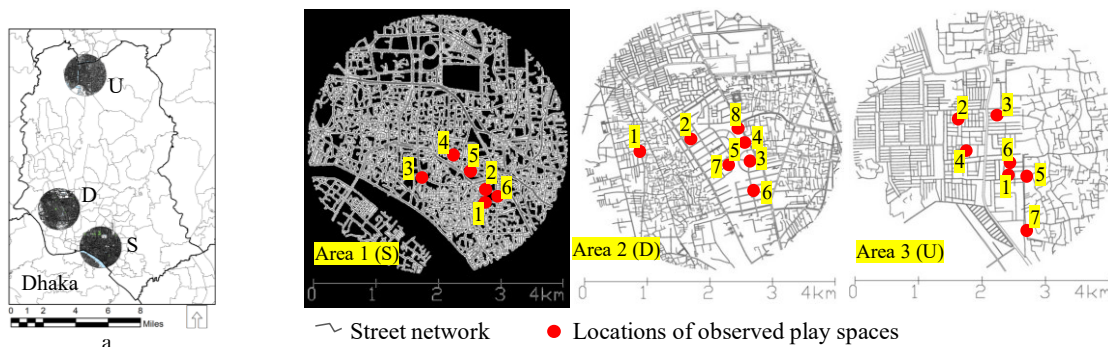 U
D
S
Dhaka
0 1 2 4 6 8
Miles
a
4
5
3
2
6
1
Area 1 (S)
0 1 2 3 4km
8
2
4
1
5
3
7
6
Area 2 (D)
0 1 2 3 4km
3
2
4
6
1
5
7
Area 3 (U)
0 1 2 3 4km
Street network
Locations of observed play spaces